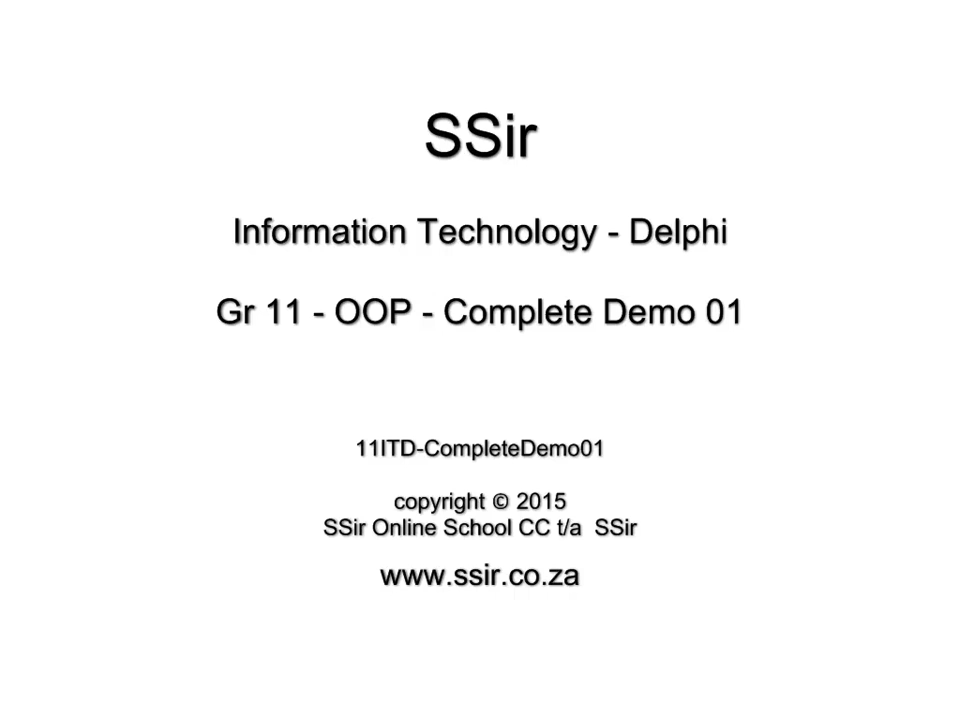 SSir
Information Technology - Delphi
Gr 11 - OOP - Complete Demo 01
11ITD-CompleteDemo01
copyright © 2015
SSir Online School CC t/a  SSir
www.ssir.co.za